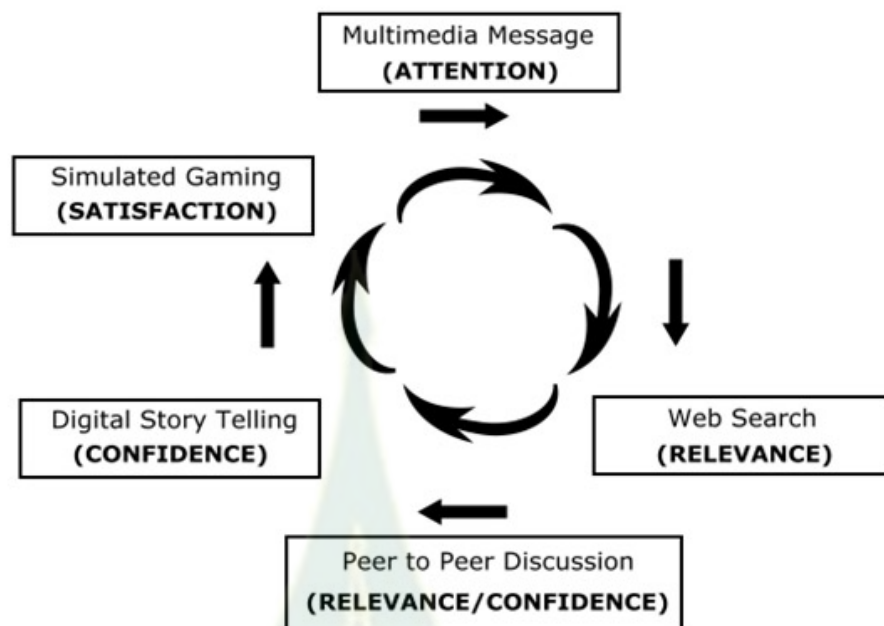 Multimedia Message
(ATTENTION)
Simulated Gaming
(SATISFACTION)
Digital Story Telling
(CONFIDENCE)
Web Search
(RELEVANCE)
Peer to Peer Discussion
(RELEVANCE/CONFIDENCE)